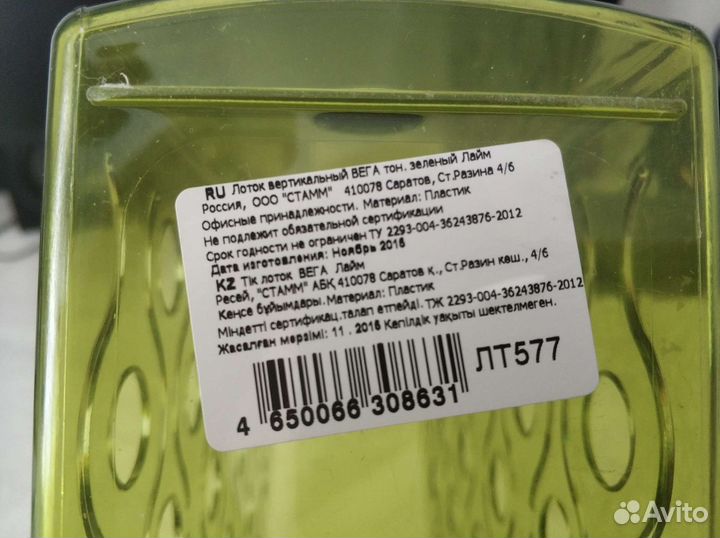 RU Лоток вертикальный ВЕГА тон. зеленый Лайм
Россия, ООО "СТАММ" 410078 Саратов, Ст.Разина 4/6
Офисные принадлежности. Материал: Пластик
Не подлежит обязательной сертификации
Срок годности не ограничен ТУ 2293-004-36243876-2012
Дата изготовления: Ноябрь 2016
KZ Тік лоток ВЕГА Лайм
Ресей, "СТАММ" АБҚ 410078 Саратов қ., Ст.Разин көш., 4/6
Кеңсе бұйымдары.Материал: Пластик
Міндетті сертификац.талап етпейді. ТЖ 2293-004-36243876-2012
Жасалған мерзімі: 11 . 2016 Кепілдік уақыты шектелмеген.
ЛТ577
4 650066 308631
Avito